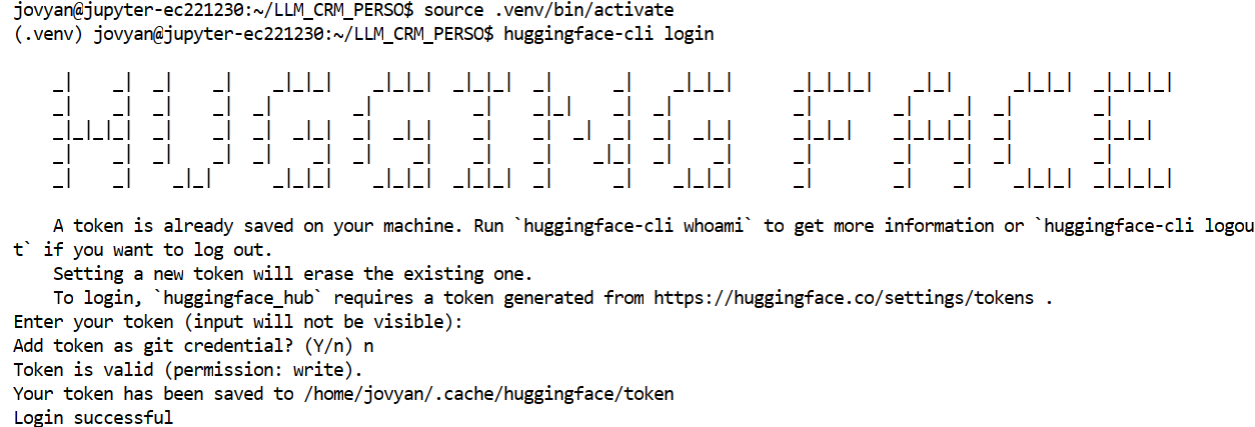 jovyan@jupyter-ec221230:~/LLM_CRM_PERSO$ source .venv/bin/activate
(.venv) jovyan@jupyter-ec221230:~/LLM_CRM_PERSO$ huggingface-cli login
HUGGING FACE
A token is already saved on your machine. Run `huggingface-cli whoami` to get more information or `huggingface-cli logou
t` if you want to log out.
Setting a new token will erase the existing one.
To login, `huggingface_hub` requires a token generated from https://huggingface.co/settings/tokens .
Enter your token (input will not be visible):
Add token as git credential? (Y/n) n
Token is valid (permission: write).
Your token has been saved to /home/jovyan/.cache/huggingface/token
Login successful